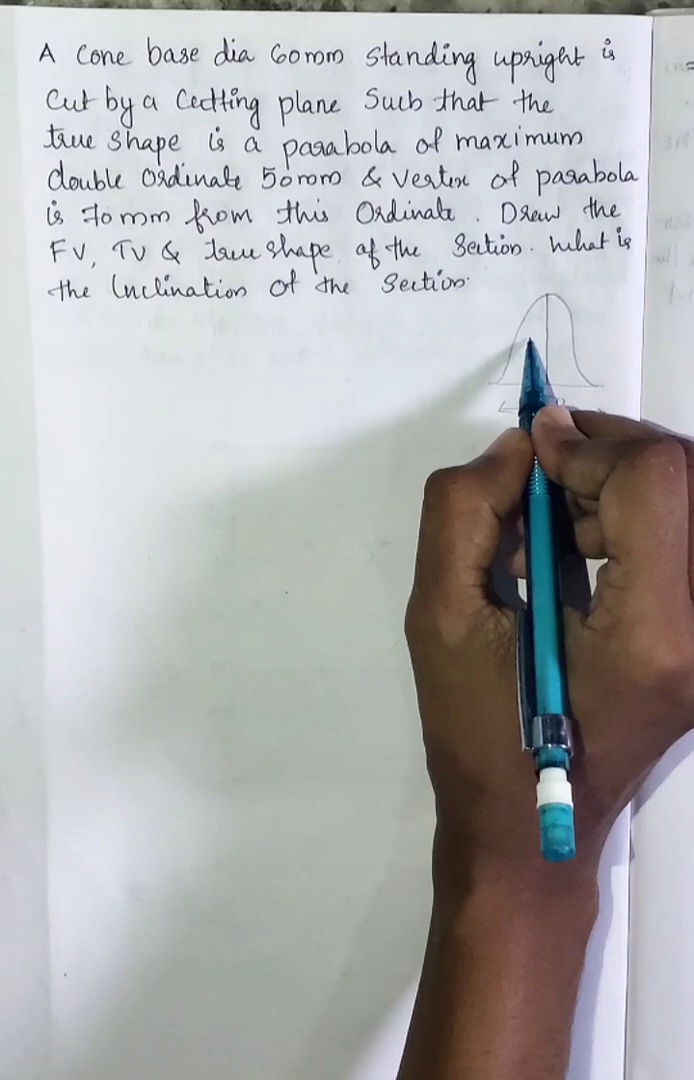 A Cone base dia 60mm Standing upright is
Cut by a Cutting plane Such that the
true shape is a parabola of maximum
double Ordinate 50mm & vertex of parabola
is 70mm from this Ordinate. Draw the
FV, TV & true shape of the Section. What is
the Inclination of the Section.